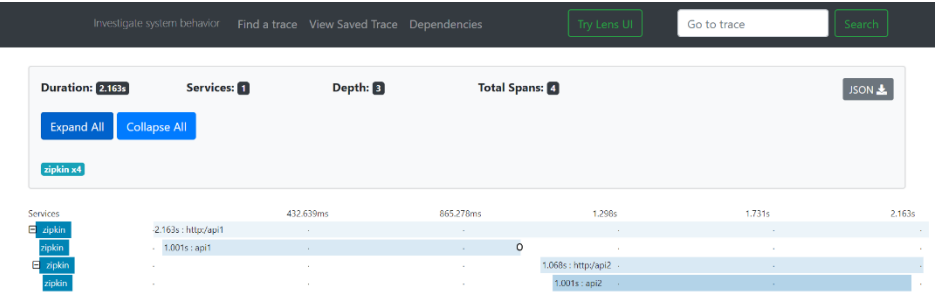 Investigate system behavior Find a trace View Saved Trace Dependencies Try Lens UI Go to trace Search
Duration: 2.163s Services: 1 Depth: 3 Total Spans: 4 JSON
Expand All Collapse All
zipkin x4
Services 432.639ms 865.278ms 1.298s 1.731s 2.163s
zipkin 2.163s : http:/api1
zipkin 1.001s : api1
zipkin 1.068s : http:/api2
zipkin 1.001s : api2